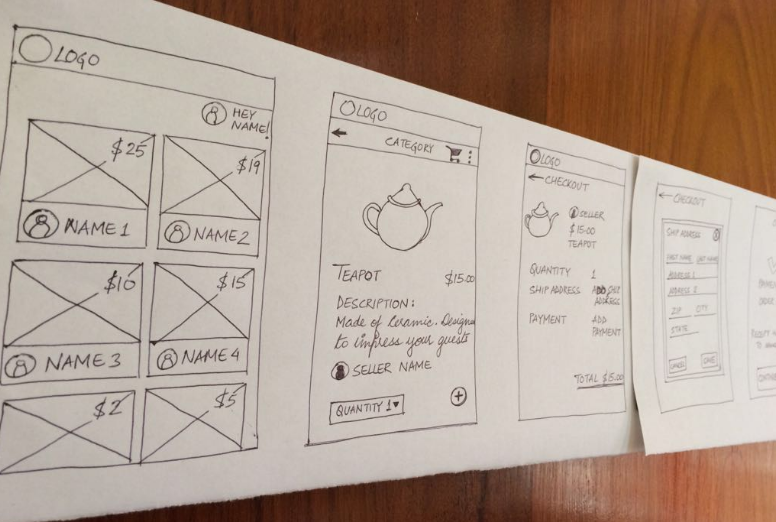 LOGO
HEY
NAME!
$25
$19
NAME 1
NAME 2
$10
$15
NAME 3
NAME 4
$2
$5
LOGO
CATEGORY
TEAPOT
$15.00
DESCRIPTION:
Made of Ceramic. Designed
to impress your guests
SELLER NAME
QUANTITY 1
LOGO
CHECKOUT
SELLER
$15.00
TEAPOT
QUANTITY 1
SHIP ADDRESS ADD SHIP
ADDRESS
PAYMENT ADD
PAYMENT
TOTAL $15.00
CHECKOUT
SHIP ADDRESS
FIRST NAME LAST NAME
ADDRESS 1
ADDRESS 2
ZIP CITY
STATE
CANCEL SAVE
ORDER